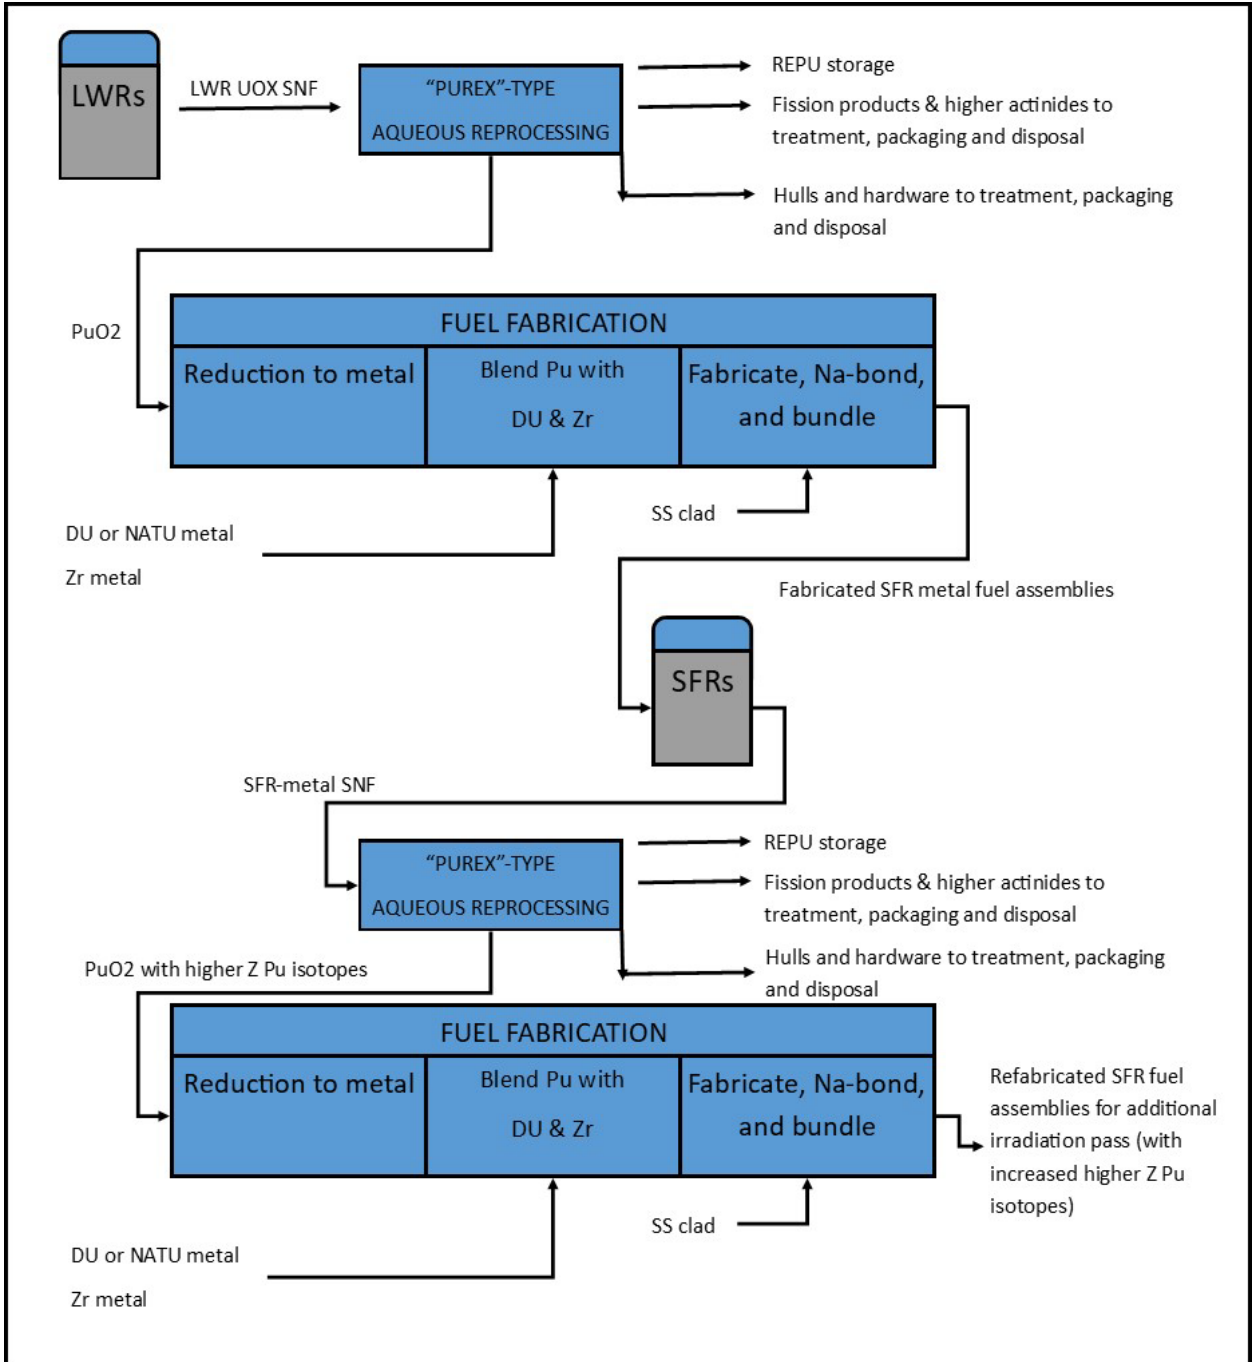 LWRs
LWR UOX SNF
“PUREX”-TYPE
AQUEOUS REPROCESSING
REPU storage
Fission products & higher actinides to
treatment, packaging and disposal
Hulls and hardware to treatment, packaging
and disposal
PuO2
FUEL FABRICATION
Reduction to metal
Blend Pu with
DU & Zr
Fabricate, Na-bond,
and bundle
SS clad
DU or NATU metal
Zr metal
Fabricated SFR metal fuel assemblies
SFRs
SFR-metal SNF
“PUREX”-TYPE
AQUEOUS REPROCESSING
REPU storage
Fission products & higher actinides to
treatment, packaging and disposal
Hulls and hardware to treatment, packaging
and disposal
PuO2 with higher Z Pu isotopes
FUEL FABRICATION
Reduction to metal
Blend Pu with
DU & Zr
Fabricate, Na-bond,
and bundle
Refabricated SFR fuel
assemblies for additional
irradiation pass (with
increased higher Z Pu
isotopes)
SS clad
DU or NATU metal
Zr metal